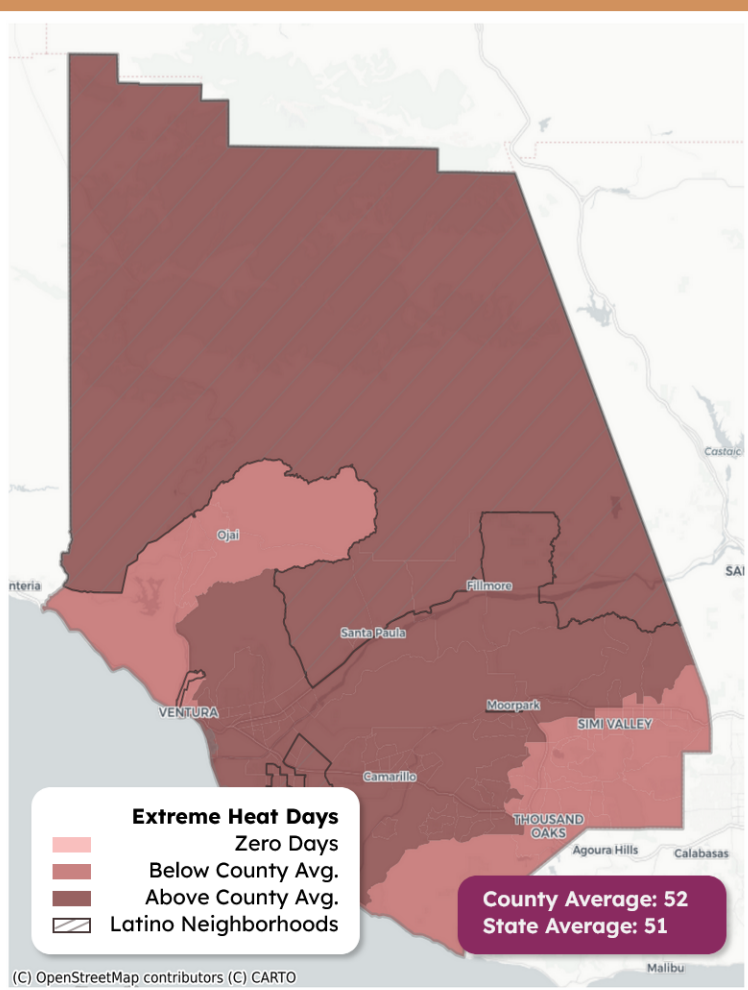 Castaic
Ojai
SA
nteria
Fillmore
Santa Paula
VENTURA
Moorpark
SIMI VALLEY
Camarillo
THOUSAND
OAKS
Agoura Hills
Calabasas
Extreme Heat Days
Zero Days
Below County Avg.
Above County Avg.
Latino Neighborhoods
County Average: 52
State Average: 51
Malibu
(C) OpenStreetMap contributors (C) CARTO